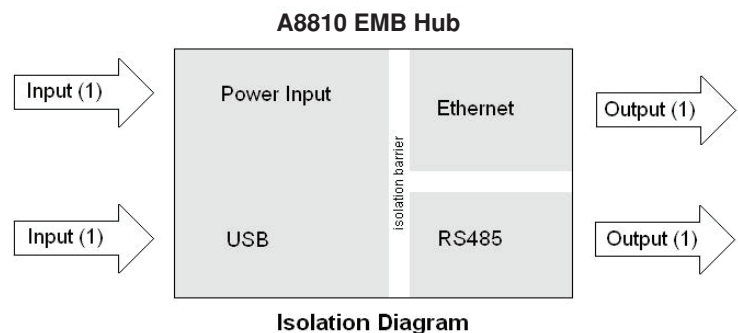 A8810 EMB Hub
Input (1)
Power Input
Ethernet
Output (1)
isolation barrier
Input (1)
USB
RS485
Output (1)
Isolation Diagram